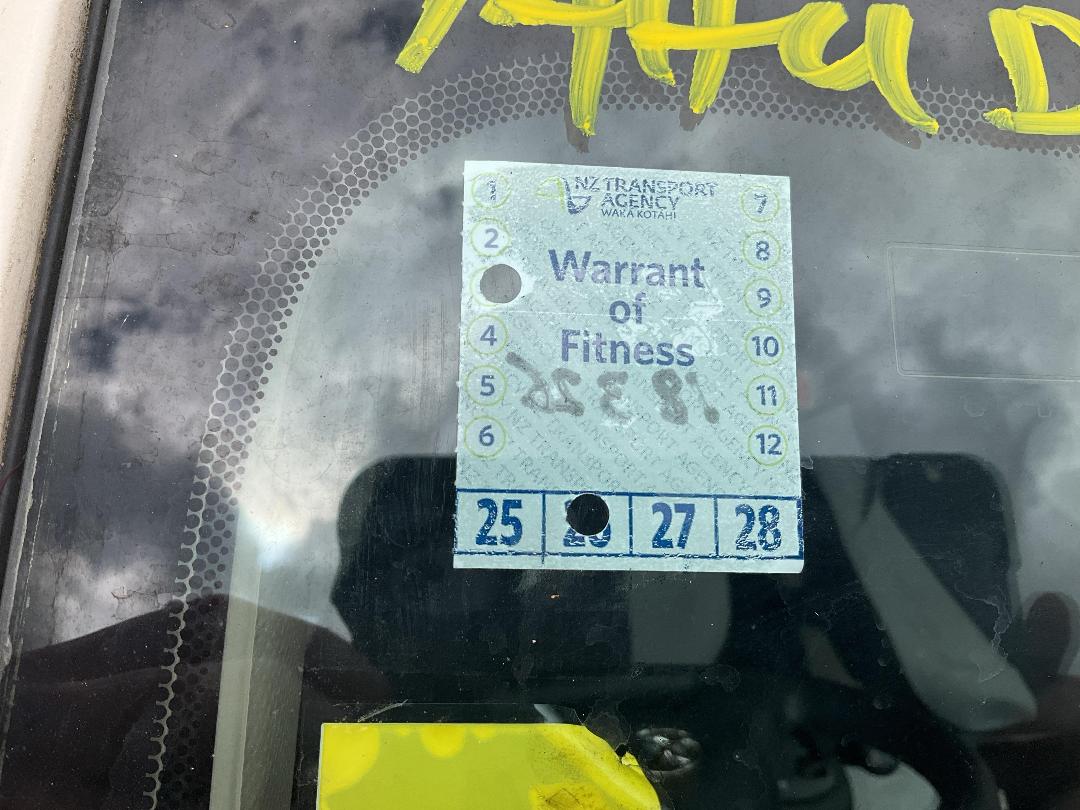 NZ TRANSPORT
AGENCY
WAKA KOTAHI
1
2
4
5
6
Warrant
of
Fitness
18 3 26
7
8
9
10
11
12
25 26 27 28